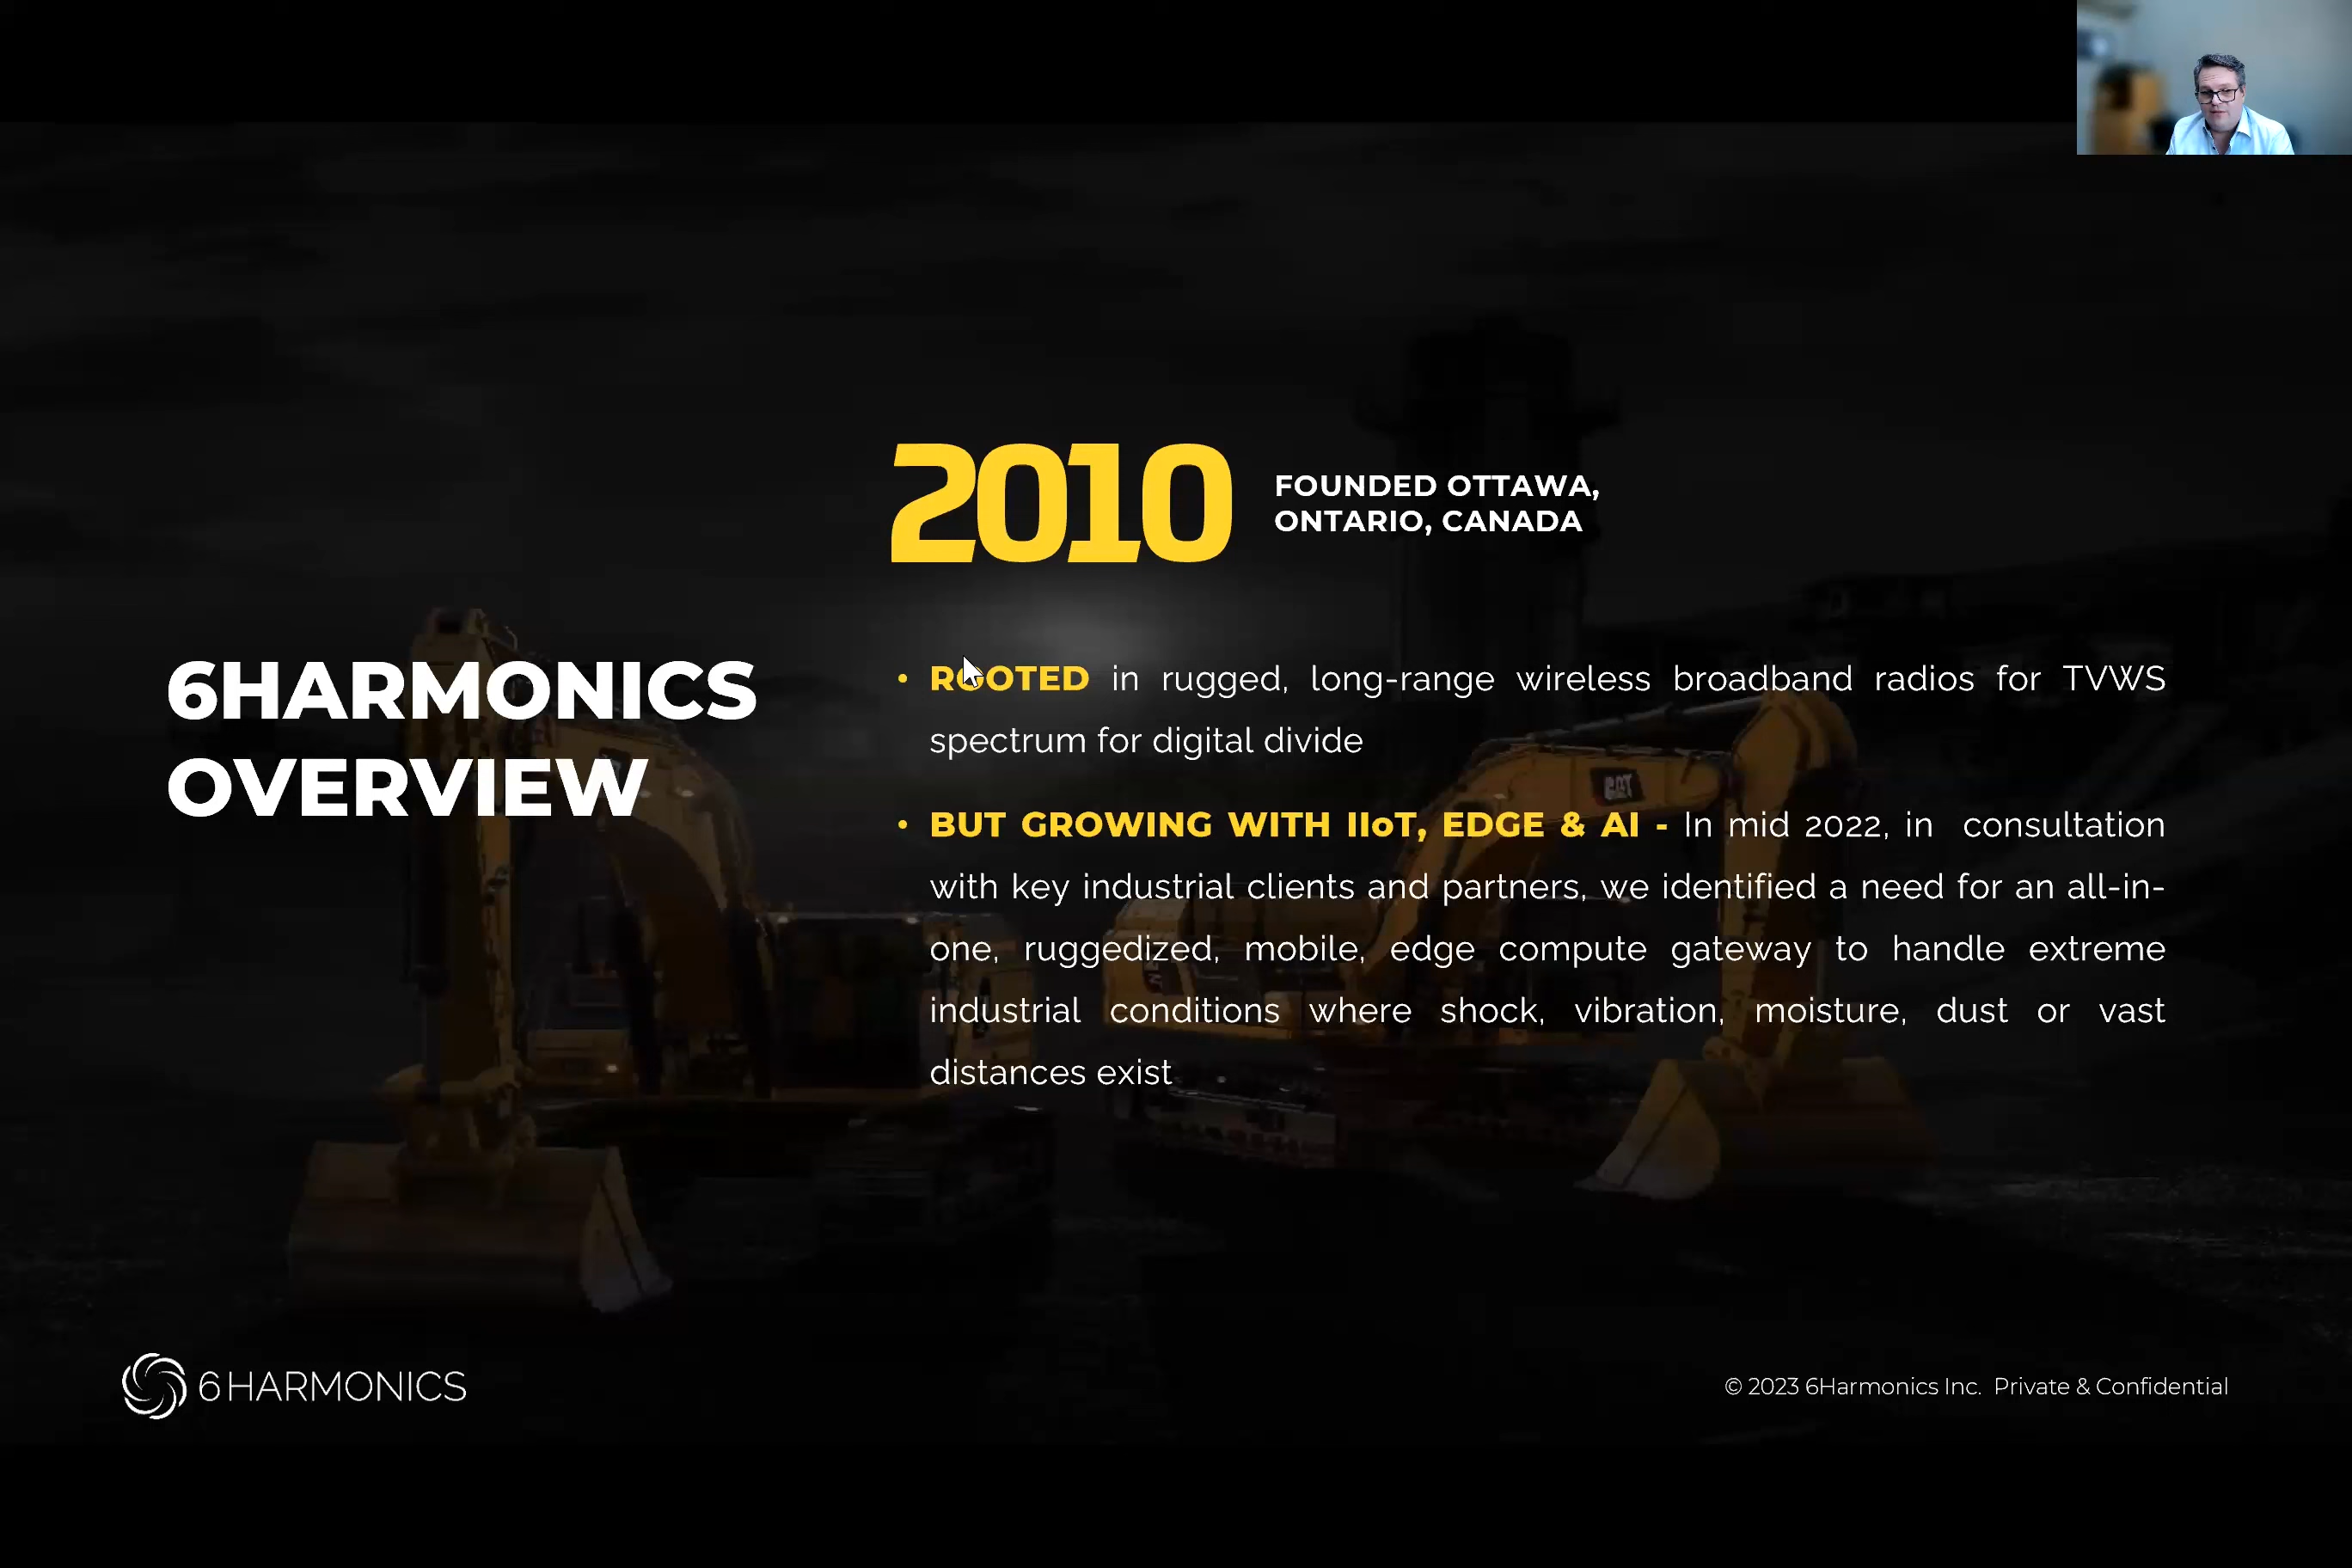 2010
FOUNDED OTTAWA,
ONTARIO, CANADA
6HARMONICS
OVERVIEW
• ROOTED in rugged, long-range wireless broadband radios for TVWS
spectrum for digital divide
• BUT GROWING WITH IIoT, EDGE & AI - In mid 2022, in consultation
with key industrial clients and partners, we identified a need for an all-in-
one, ruggedized, mobile, edge compute gateway to handle extreme
industrial conditions where shock, vibration, moisture, dust or vast
distances exist
CAT
6HARMONICS
© 2023 6Harmonics Inc. Private & Confidential